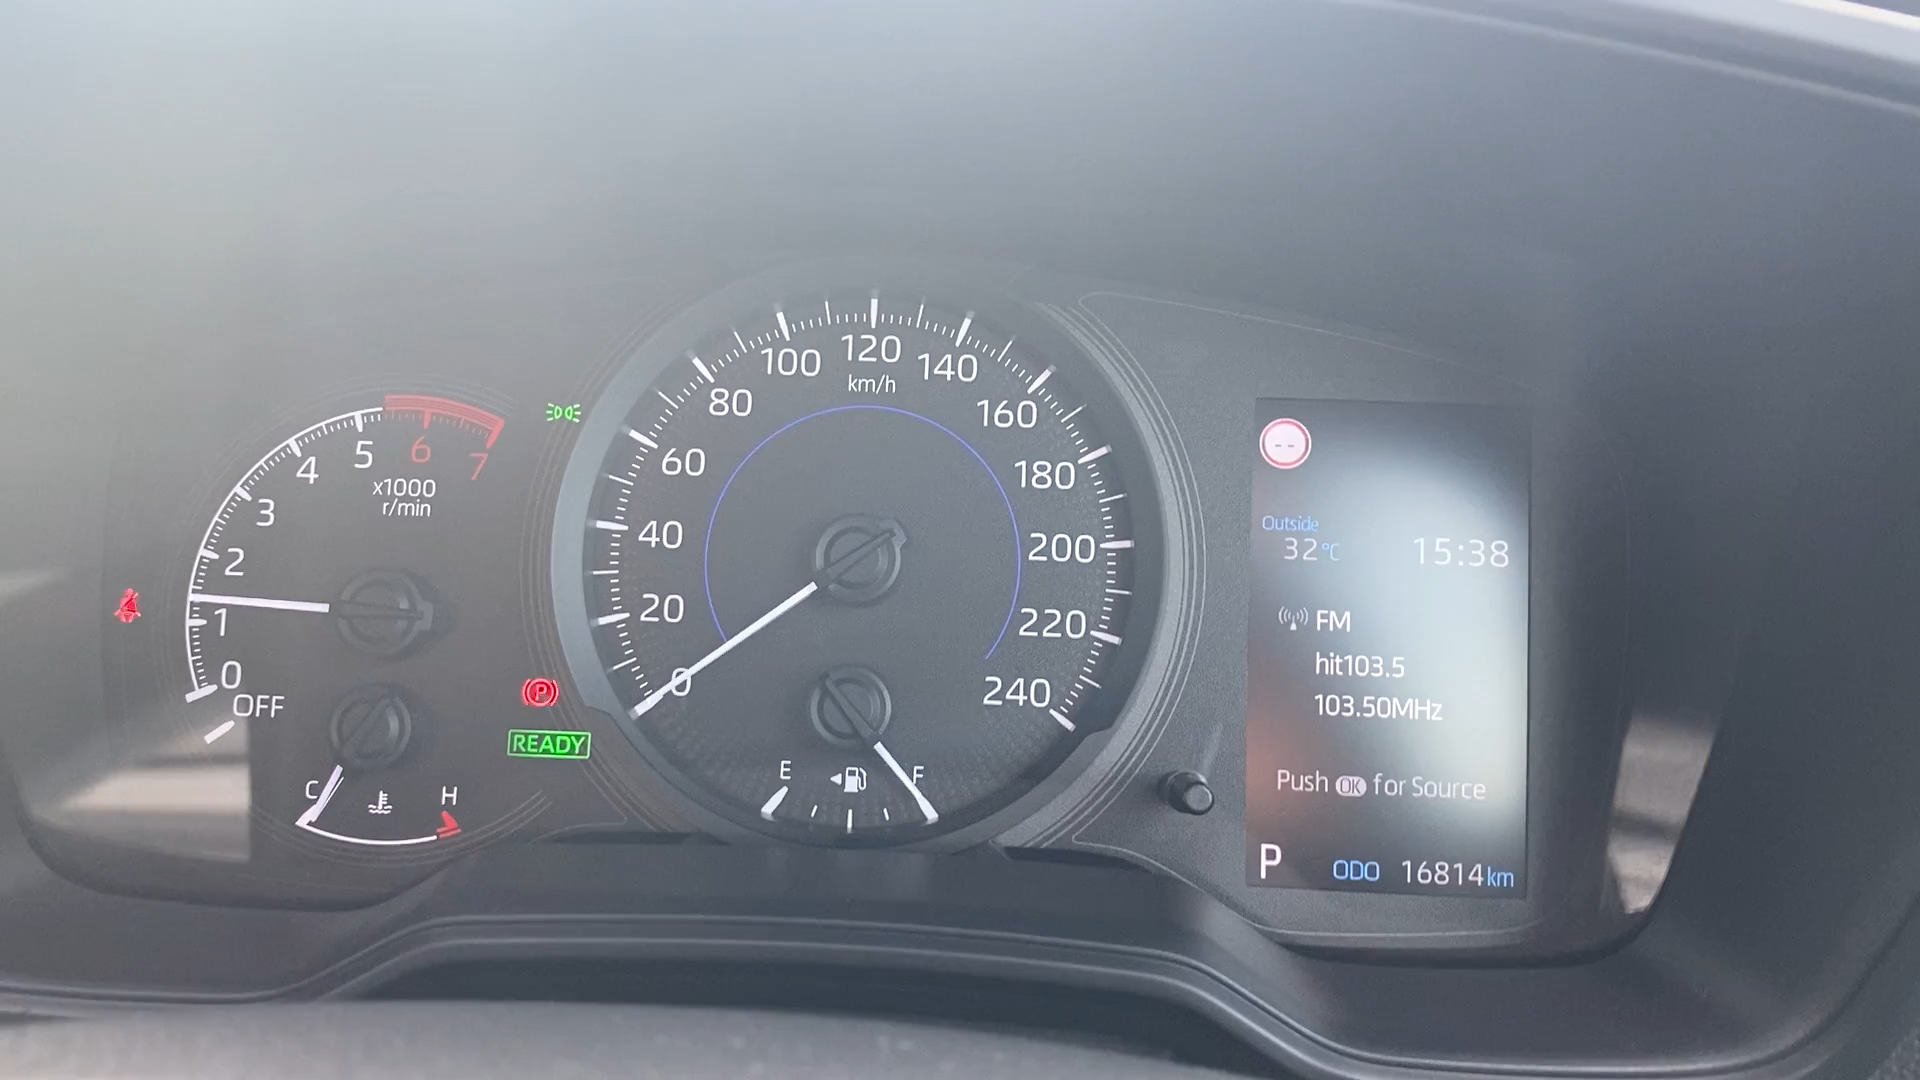 0
1
2
3
4
5
6
7
x1000
r/min
OFF
C
H
P
READY
0
20
40
60
80
100
120
140
160
180
200
220
240
km/h
E
F
--
Outside
32°C
15:38
FM
hit103.5
103.50MHz
Push OK for Source
P ODO 16814km